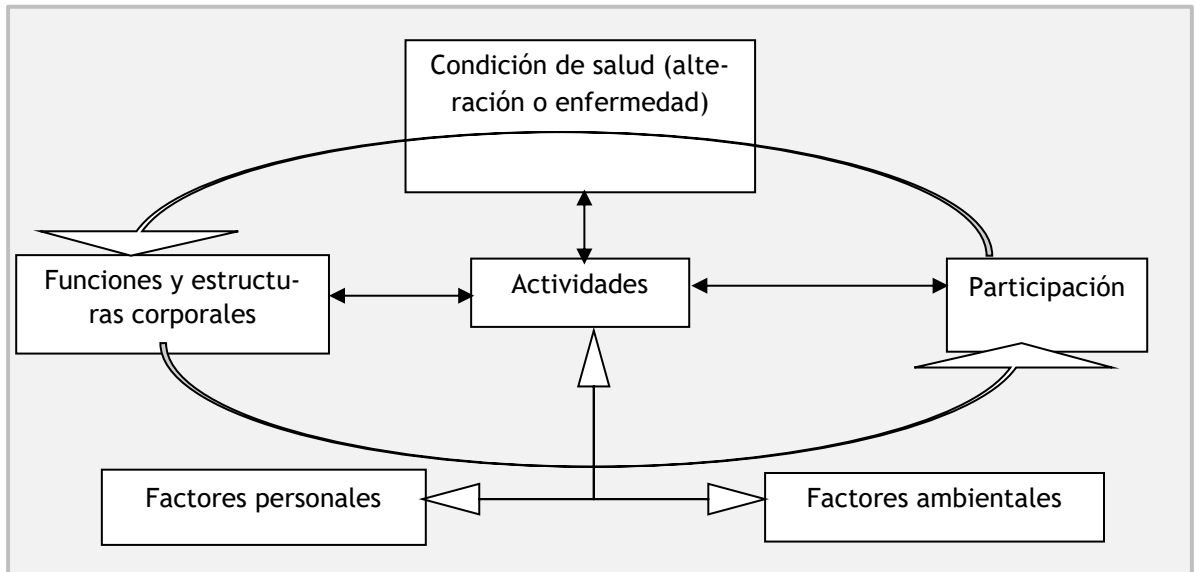 Condición de salud (alte-
ración o enfermedad)
Funciones y estructu-
ras corporales
Actividades
Participación
Factores personales
Factores ambientales